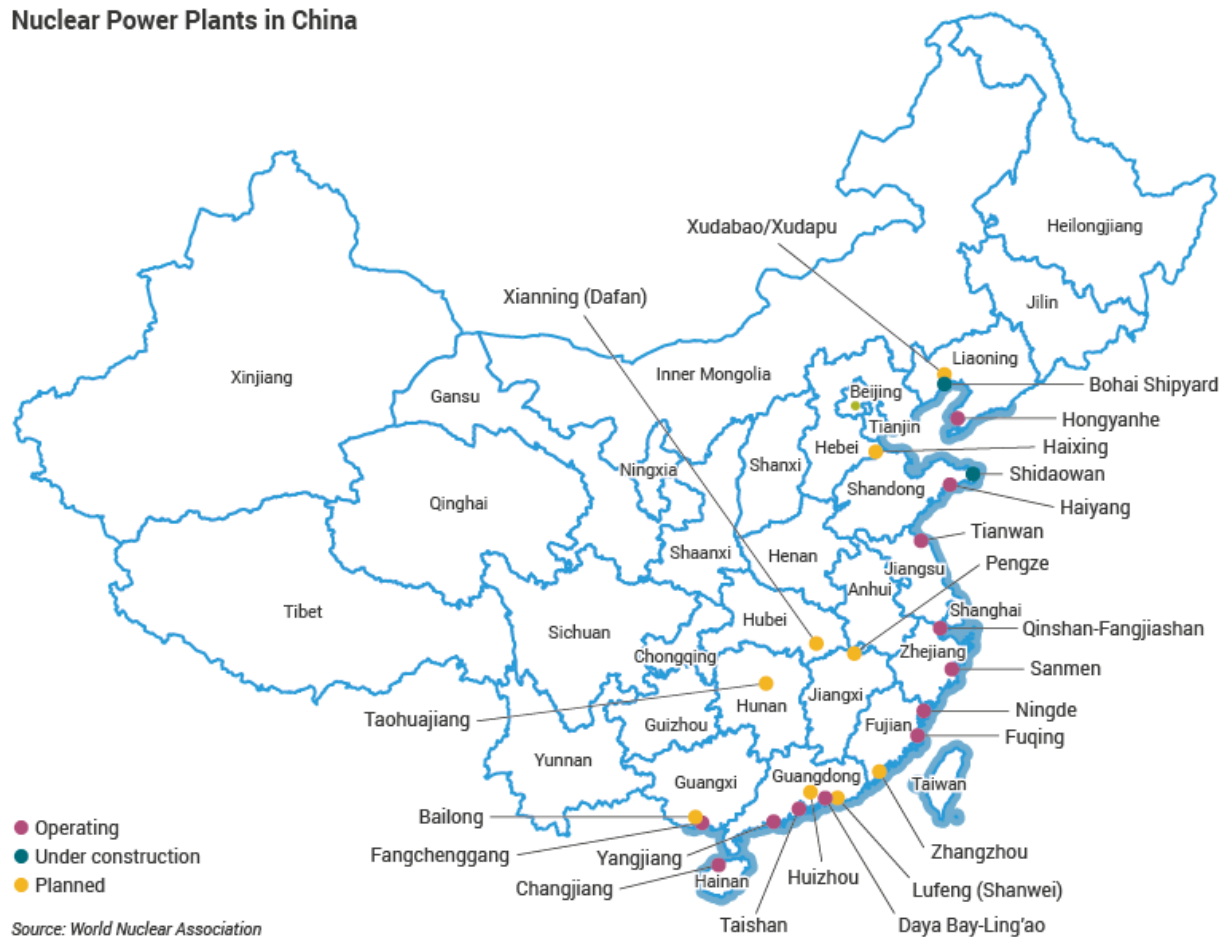 Nuclear Power Plants in China
Heilongjiang
Xudabao/Xudapu
Jilin
Xianning (Dafan)
Liaoning
Xinjiang
Inner Mongolia
Bohai Shipyard
Gansu
Beijing
Hongyanhe
Tianjin
Hebei
Haixing
Shanxi
Ningxia
Shidaowan
Shandong
Qinghai
Haiyang
Tianwan
Shaanxi
Henan
Pengze
Jiangsu
Anhui
Tibet
Shanghai
Hubei
Sichuan
Qinshan-Fangjiashan
Zhejiang
Chongqing
Sanmen
Jiangxi
Hunan
Ningde
Taohuajiang
Guizhou
Fujian
Fuqing
Yunnan
Guangxi
Guangdong
Taiwan
Bailong
Operating
Fangchenggang
Yangjiang
Zhangzhou
Under construction
Huizhou
Hainan
Planned
Changjiang
Lufeng (Shanwei)
Taishan
Daya Bay-Ling'ao
Source: World Nuclear Association